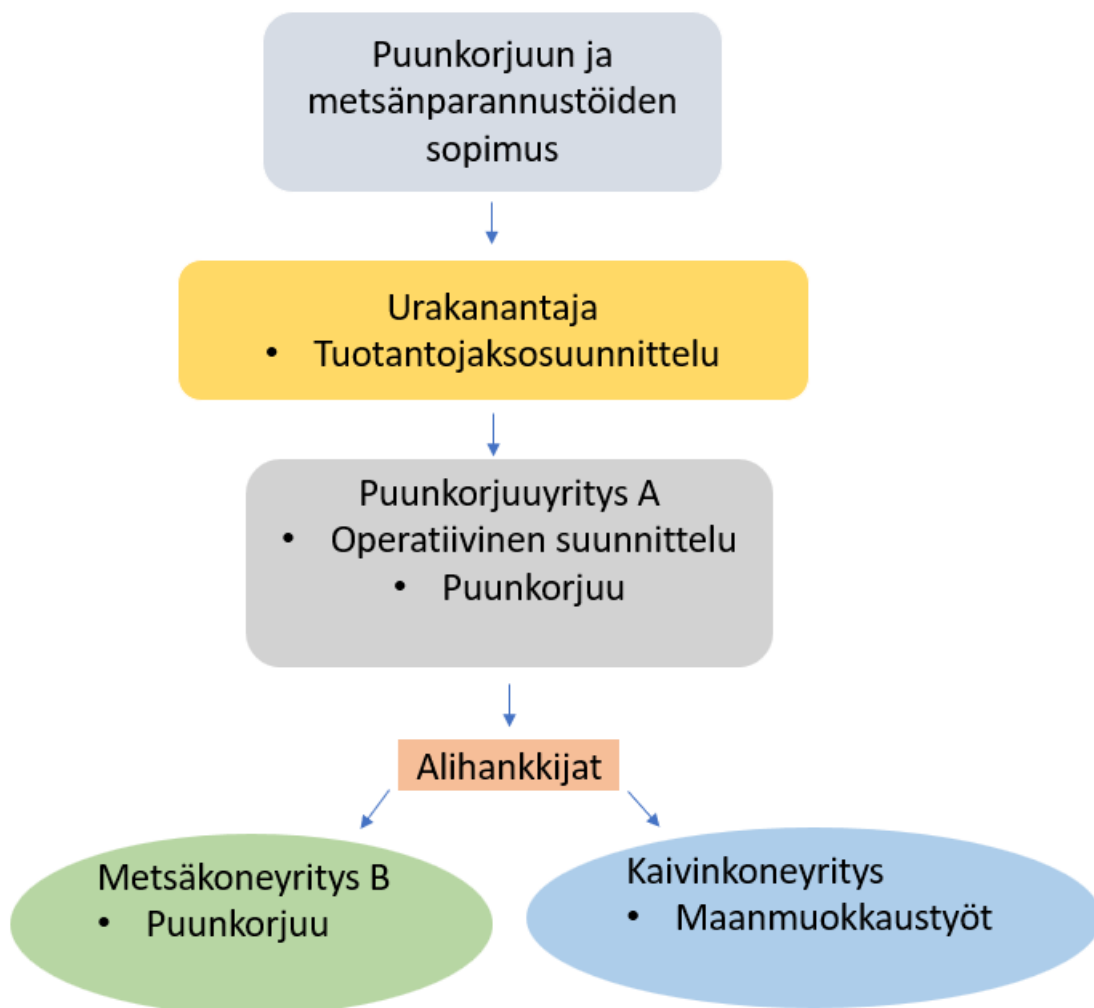 Puunkorjuun ja
metsänparannustöiden
sopimus
Urakanantaja
• Tuotantojaksosuunnittelu
Puunkorjuuyritys A
• Operatiivinen suunnittelu
• Puunkorjuu
Alihankkijat
Metsäkoneyritys B
• Puunkorjuu
Kaivinkoneyritys
• Maanmuokkaustyöt